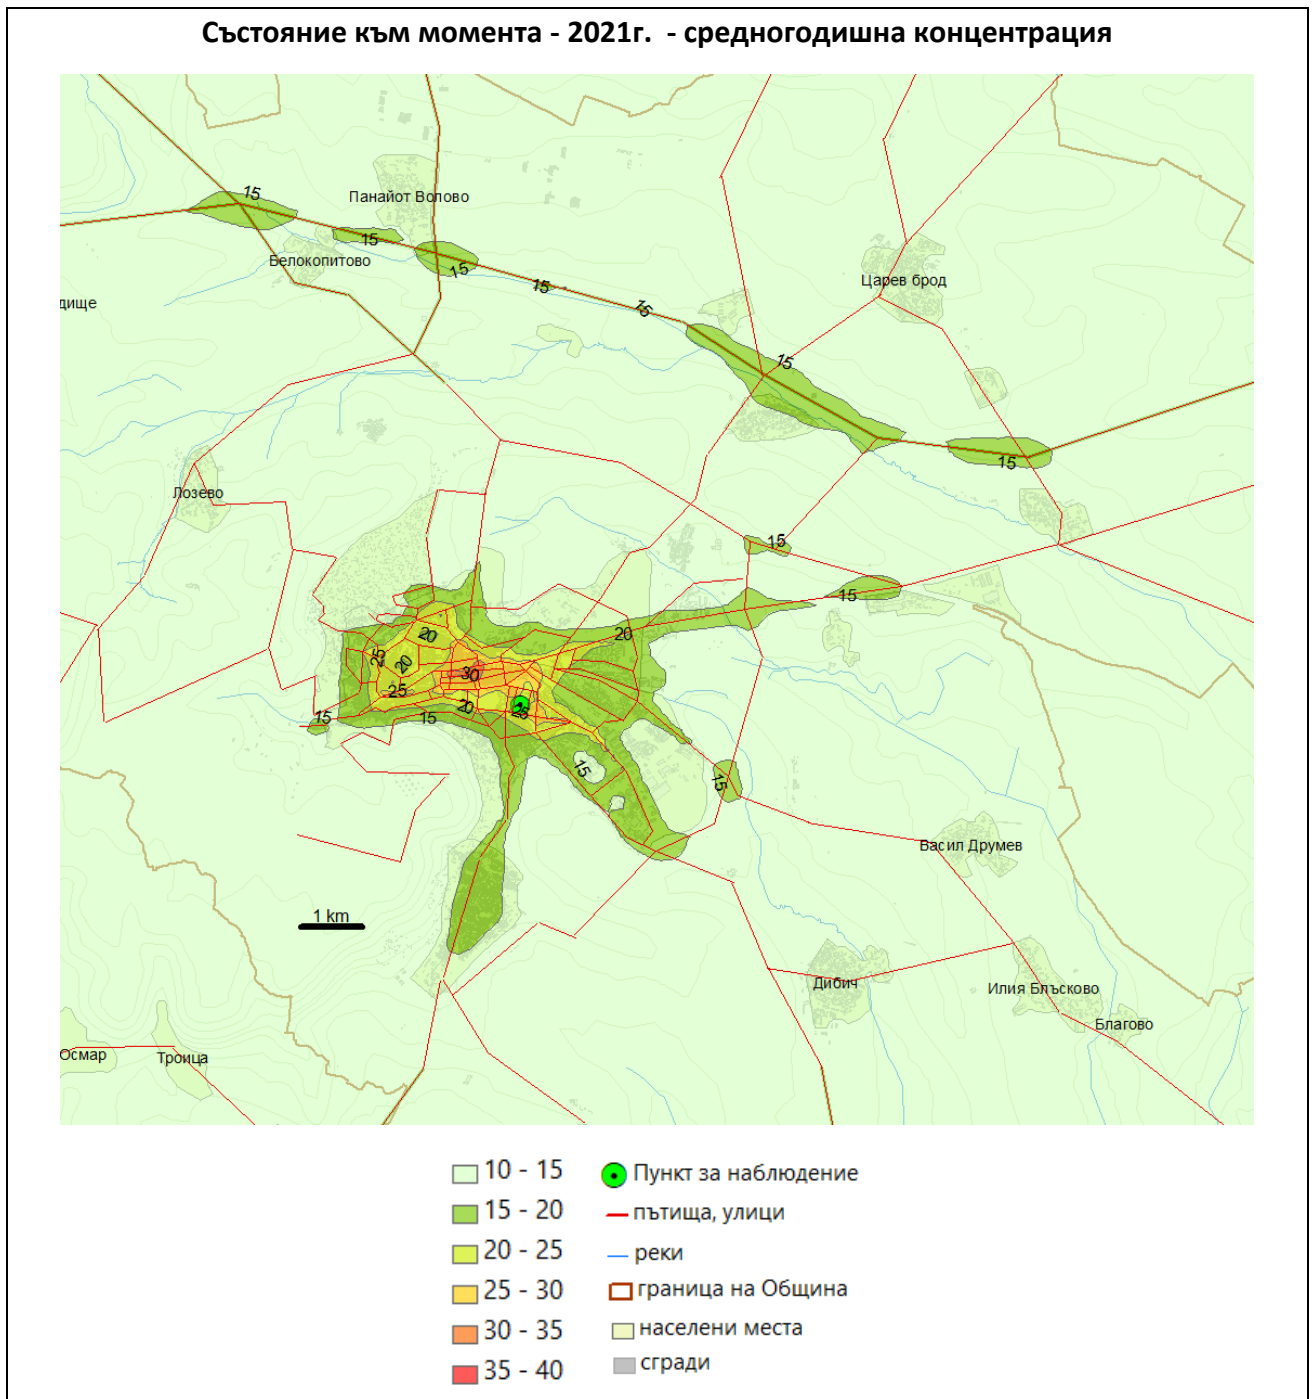 Състояние към момента - 2021г. - средногодишна концентрация
15
Панайот Волово
15
Белокопитово
15
Царев брод
15
дище
15
15
15
Лозево
15
15
20
20
25
20
30
25
20
25
15
15
15
15
Васил Друмев
1 km
Дибич
Илия Блъсково
Благово
Осмар
Троица
10 - 15
Пункт за наблюдение
15 - 20
пътища, улици
20 - 25
реки
25 - 30
граница на Община
30 - 35
населени места
35 - 40
сгради